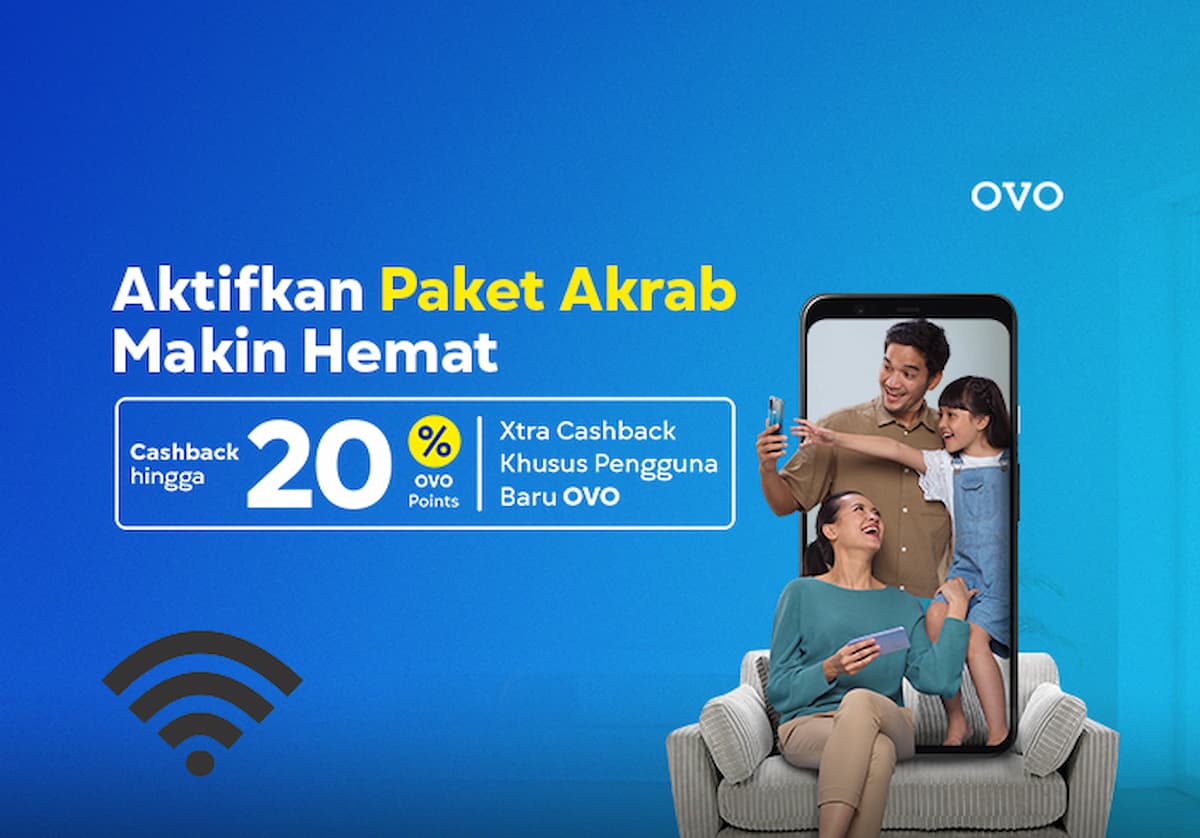 OVO
Aktifkan Paket Akrab
Makin Hemat
Cashback
hingga
20
%
OVO
Points
Xtra Cashback
Khusus Pengguna
Baru OVO